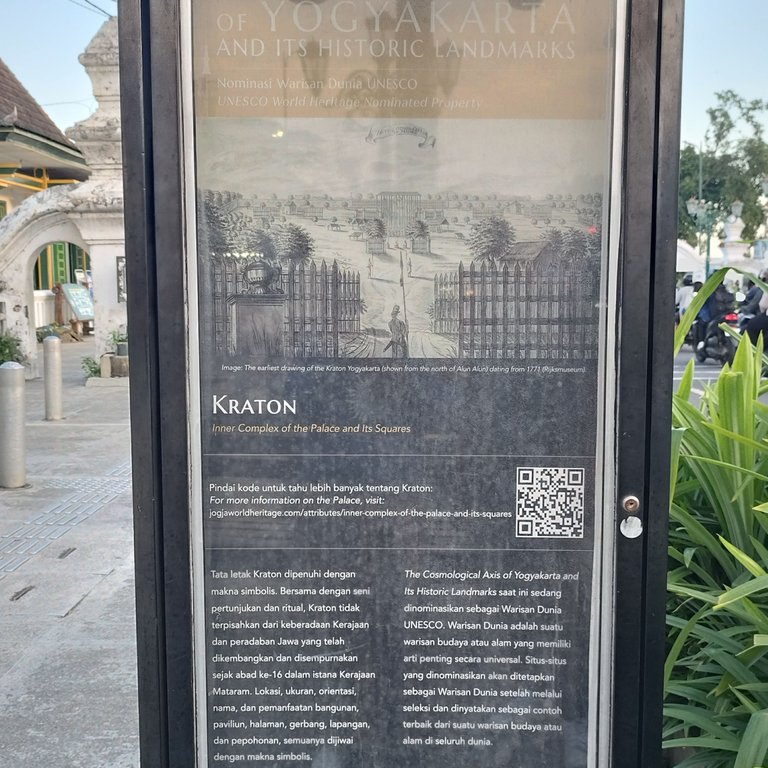 OF YOGYAKARTA
AND ITS HISTORIC LANDMARKS
Nominasi Warisan Dunia UNESCO
UNESCO World Heritage Nominated Property
Image: The earliest drawing of the Kraton Yogyakarta (shown from the north of Alun Alun) dating from 1771 (Rijksmuseum).
KRATON
Inner Complex of the Palace and Its Squares
Pindai kode untuk tahu lebih banyak tentang Kraton:
For more information on the Palace, visit:
jogjaworldheritage.com/attributes/inner-complex-of-the-palace-and-its-squares
Tata letak Kraton dipenuhi dengan
makna simbolis. Bersama dengan seni
pertunjukan dan ritual, Kraton tidak
terpisahkan dari keberadaan Kerajaan
dan peradaban Jawa yang telah
dikembangkan dan disempurnakan
sejak abad ke-16 dalam istana Kerajaan
Mataram. Lokasi, ukuran, orientasi,
nama, dan pemanfaatan bangunan,
paviliun, halaman, gerbang, lapangan,
dan pepohonan, semuanya dijiwai
dengan makna simbolis.
The Cosmological Axis of Yogyakarta and
Its Historic Landmarks saat ini sedang
dinominasikan sebagai Warisan Dunia
UNESCO. Warisan Dunia adalah suatu
warisan budaya atau alam yang memiliki
arti penting secara universal. Situs-situs
yang dinominasikan akan ditetapkan
sebagai Warisan Dunia setelah melalui
seleksi dan dinyatakan sebagai contoh
terbaik dari suatu warisan budaya atau
alam di seluruh dunia.